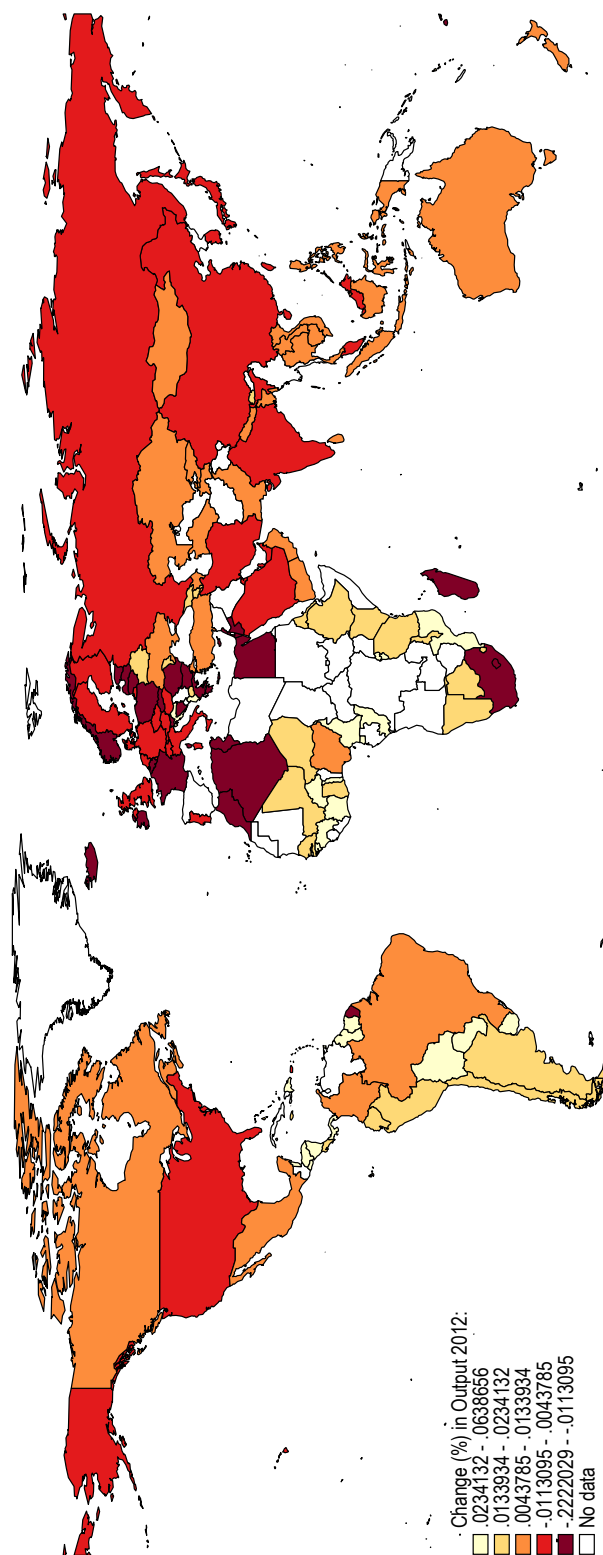 Change (%) in Output 2012:
.0234132 - .0638656
.0133934 - .0234132
.0043785 - .0133934
-.0113095 - .0043785
-.2222029 - -.0113095
No data